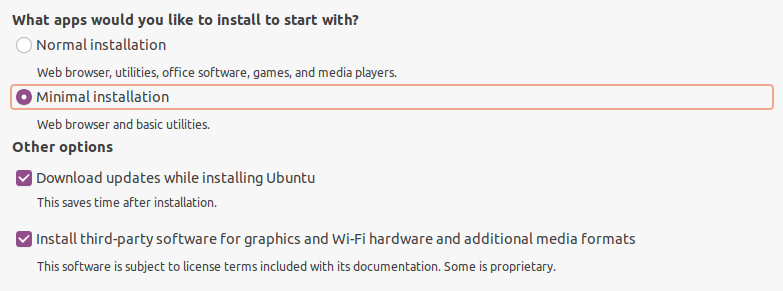 What apps would you like to install to start with?
Normal installation
Web browser, utilities, office software, games, and media players.
Minimal installation
Web browser and basic utilities.
Other options
Download updates while installing Ubuntu
This saves time after installation.
Install third-party software for graphics and Wi-Fi hardware and additional media formats
This software is subject to license terms included with its documentation. Some is proprietary.